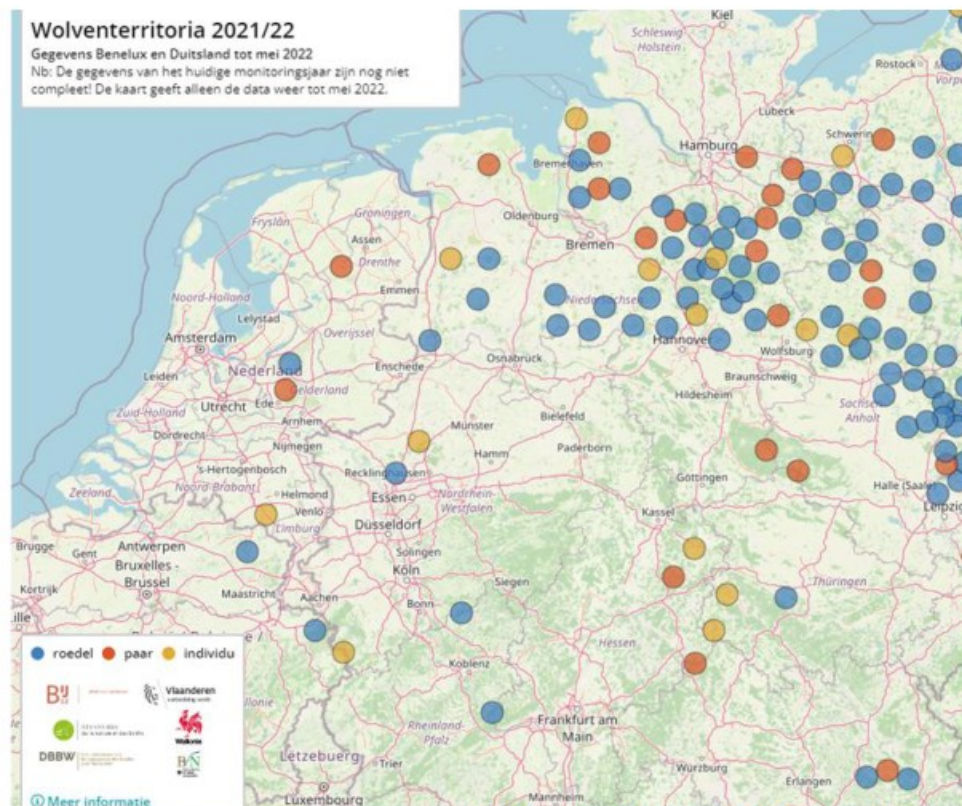 Wolventerritoria 2021/22
Gegevens Benelux en Duitsland tot mei 2022
Nb: De gegevens van het huidige monitoringsjaar zijn nog niet
compleet! De kaart geeft alleen de data weer tot mei 2022.
Kiel
Schleswig
Holstein
Rostock
Lübeck
Schwerin
Hamburg
Bremerhaven
Fryslân
Groningen
Oldenburg
Assen
Bremen
Drenthe
Emmen
Noord-Holland
Niedersachsen
Lelystad
Overijssel
Amsterdam
Hannover
Osnabrück
Wolfsburg
Enschede
Leiden
Nederland
Braunschweig
Utrecht
Ede
Gelderland
Hildesheim
Zuid-Holland
Arnhem
Münster
Bielefeld
Sachsen
Anhalt
Dordrecht
Nijmegen
Hamm
Paderborn
's-Hertogenbosch
Recklinghausen
Göttingen
Halle (Saale)
Zeeland
Noord-Brabant
Helmond
Venlo
Essen
Nordrhein
Westfalen
Leipzig
Limburg
Düsseldorf
Kassel
Brugge
Gent
Antwerpen
Solingen
Bruxelles -
Brussel
Köln
Siegen
Thüringen
Kortrijk
Maastricht
Aachen
Bonn
Lille
Hessen
roedel
paar
individu
Koblenz
BIJ
Vlaanderen
Frankfurt am
Main
Rheinland-
Pfalz
Wallonie
DBBW
Letzebuerg
Trier
Würzburg
Erlangen
Meer informatie
Luxembourg
Mannheim